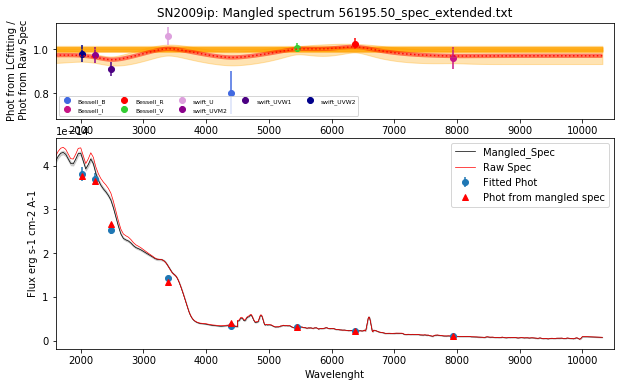 SN2009ip: Mangled spectrum 56195.50_spec_extended.txt
Phot from LCfitting /
Phot from Raw Spec
1.0
0.8
Bessell_B
Bessell_R
swift_U
swift_UVW1
swift_UVW2
Bessell_I
Bessell_V
swift_UVM2
2000 3000 4000 5000 6000 7000 8000 9000 10000
1e−14
Flux erg s-1 cm-2 A-1
4
3
2
1
0
Mangled_Spec
Raw Spec
Fitted Phot
Phot from mangled spec
2000 3000 4000 5000 6000 7000 8000 9000 10000
Wavelenght